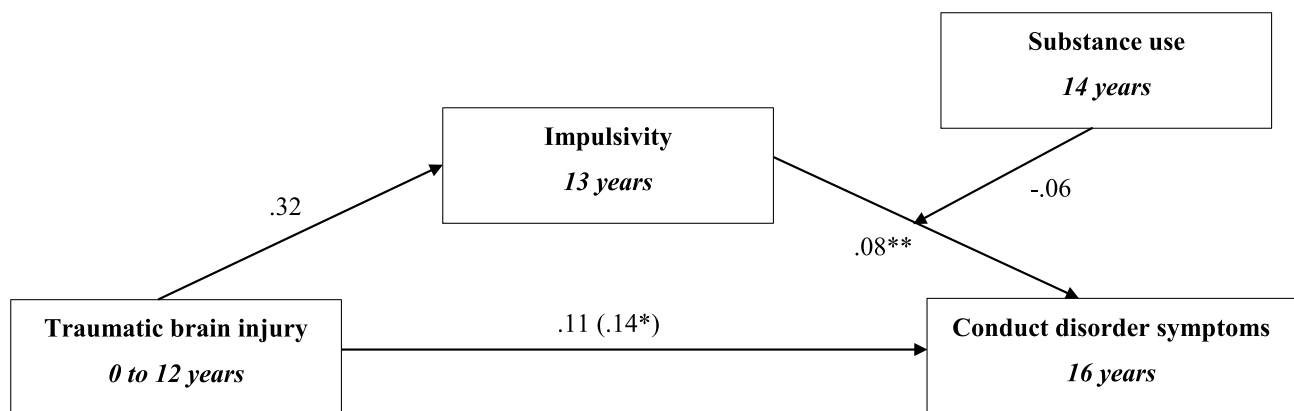 Substance use
14 years
Impulsivity
13 years
.32
-.06
.08**
Traumatic brain injury
0 to 12 years
.11 (.14*)
Conduct disorder symptoms
16 years